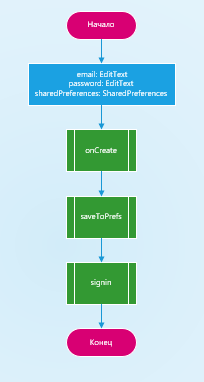 Начало
email: EditText
password: EditText
sharedPreferences: SharedPreferences
onCreate
saveToPrefs
signin
Конец